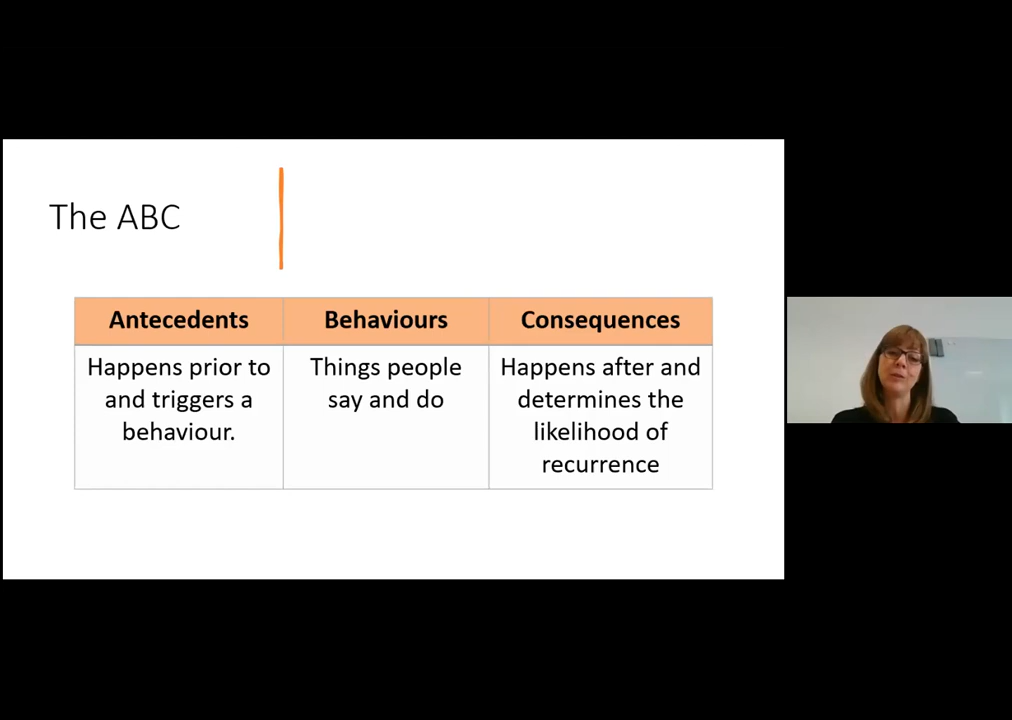 The ABC
Antecedents
Behaviours
Consequences
Happens prior to
and triggers a
behaviour.
Things people
say and do
Happens after and
determines the
likelihood of
recurrence